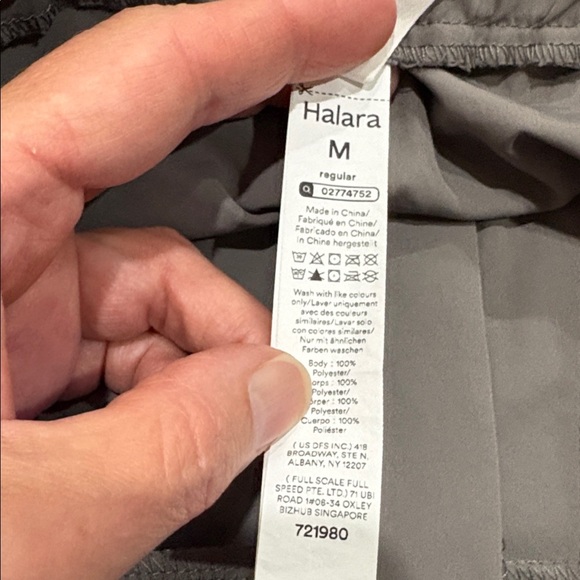 Halara
M
regular
02774752
Made in China/
Fabriqué en Chine/
Fabricado en China/
in China hergestellt
Wash with like colours
only/Laver uniquement
avec des couleurs
similaires/Lavar solo
con colores similares/
Nur mit ähnlichen
Farben waschen
Body : 100%
Polyester/
orps : 100%
Polyester/
örper : 100%
Polyester/
Cuerpo : 100%
Poliéster
( US DFS INC.) 418
BROADWAY, STE N,
ALBANY, NY 12207
( FULL SCALE FULL
SPEED PTE. LTD.) 71 UBI
ROAD 1#08-34 OXLEY
BIZHUB SINGAPORE
721980